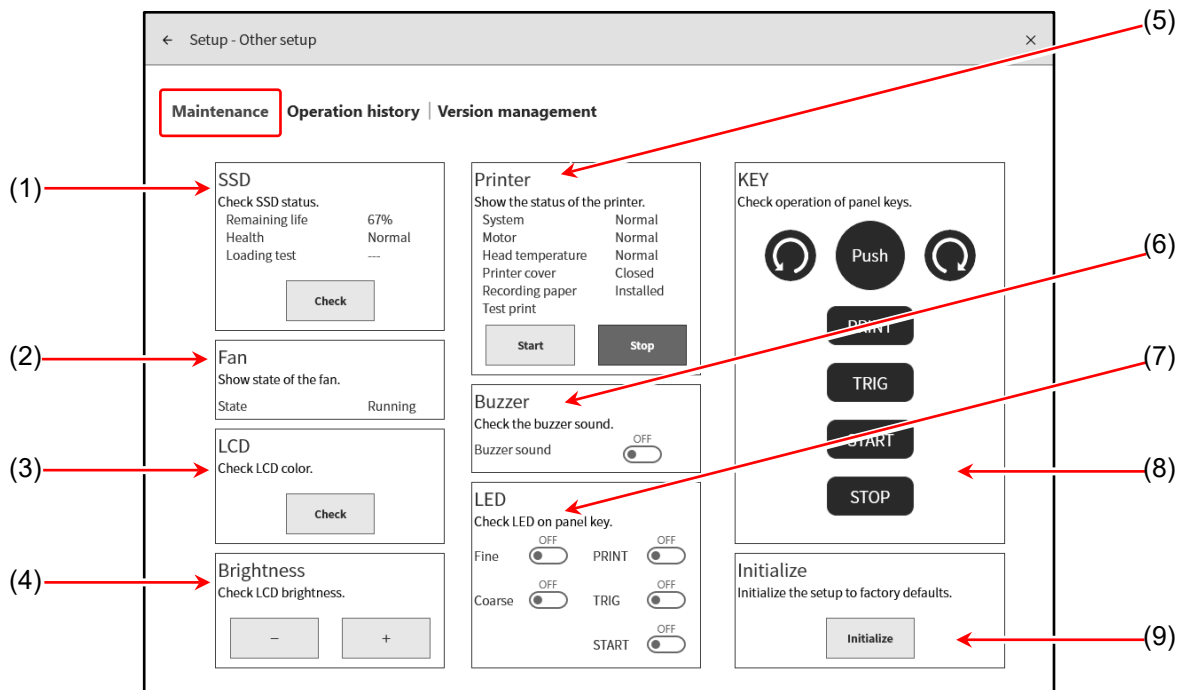 ← Setup - Other setup ×
(5)
Maintenance Operation history | Version management
(1)
SSD
Check SSD status.
Remaining life 67%
Health Normal
Loading test ---
Check
(2)
Fan
Show state of the fan.
State Running
(3)
LCD
Check LCD color.
Check
(4)
Brightness
Check LCD brightness.
− +
Printer
Show the status of the printer.
System Normal
Motor Normal
Head temperature Normal
Printer cover Closed
Recording paper Installed
Test print
Start Stop
(6)
Buzzer
Check the buzzer sound.
OFF
Buzzer sound
(7)
LED
Check LED on panel key.
OFF OFF
Fine PRINT
OFF OFF
Coarse TRIG
OFF
START
KEY
Check operation of panel keys.
Push
PRINT
TRIG
START
STOP
(8)
Initialize
Initialize the setup to factory defaults.
Initialize
(9)